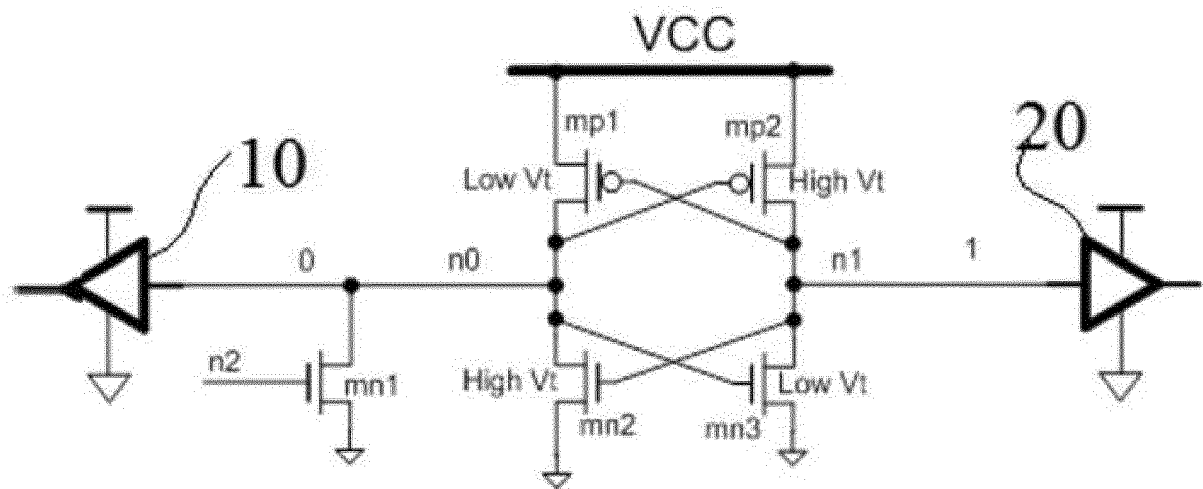 VCC
mp1 mp2 20
10 Low Vt High Vt
0 n0 n1 1
n2 mn1 High Vt Low Vt
mn2 mn3